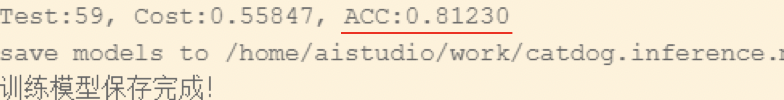 Test:59, Cost:0.55847, ACC:0.81230
save models to /home/aistudio/work/catdog.inference.
训练模型保存完成!